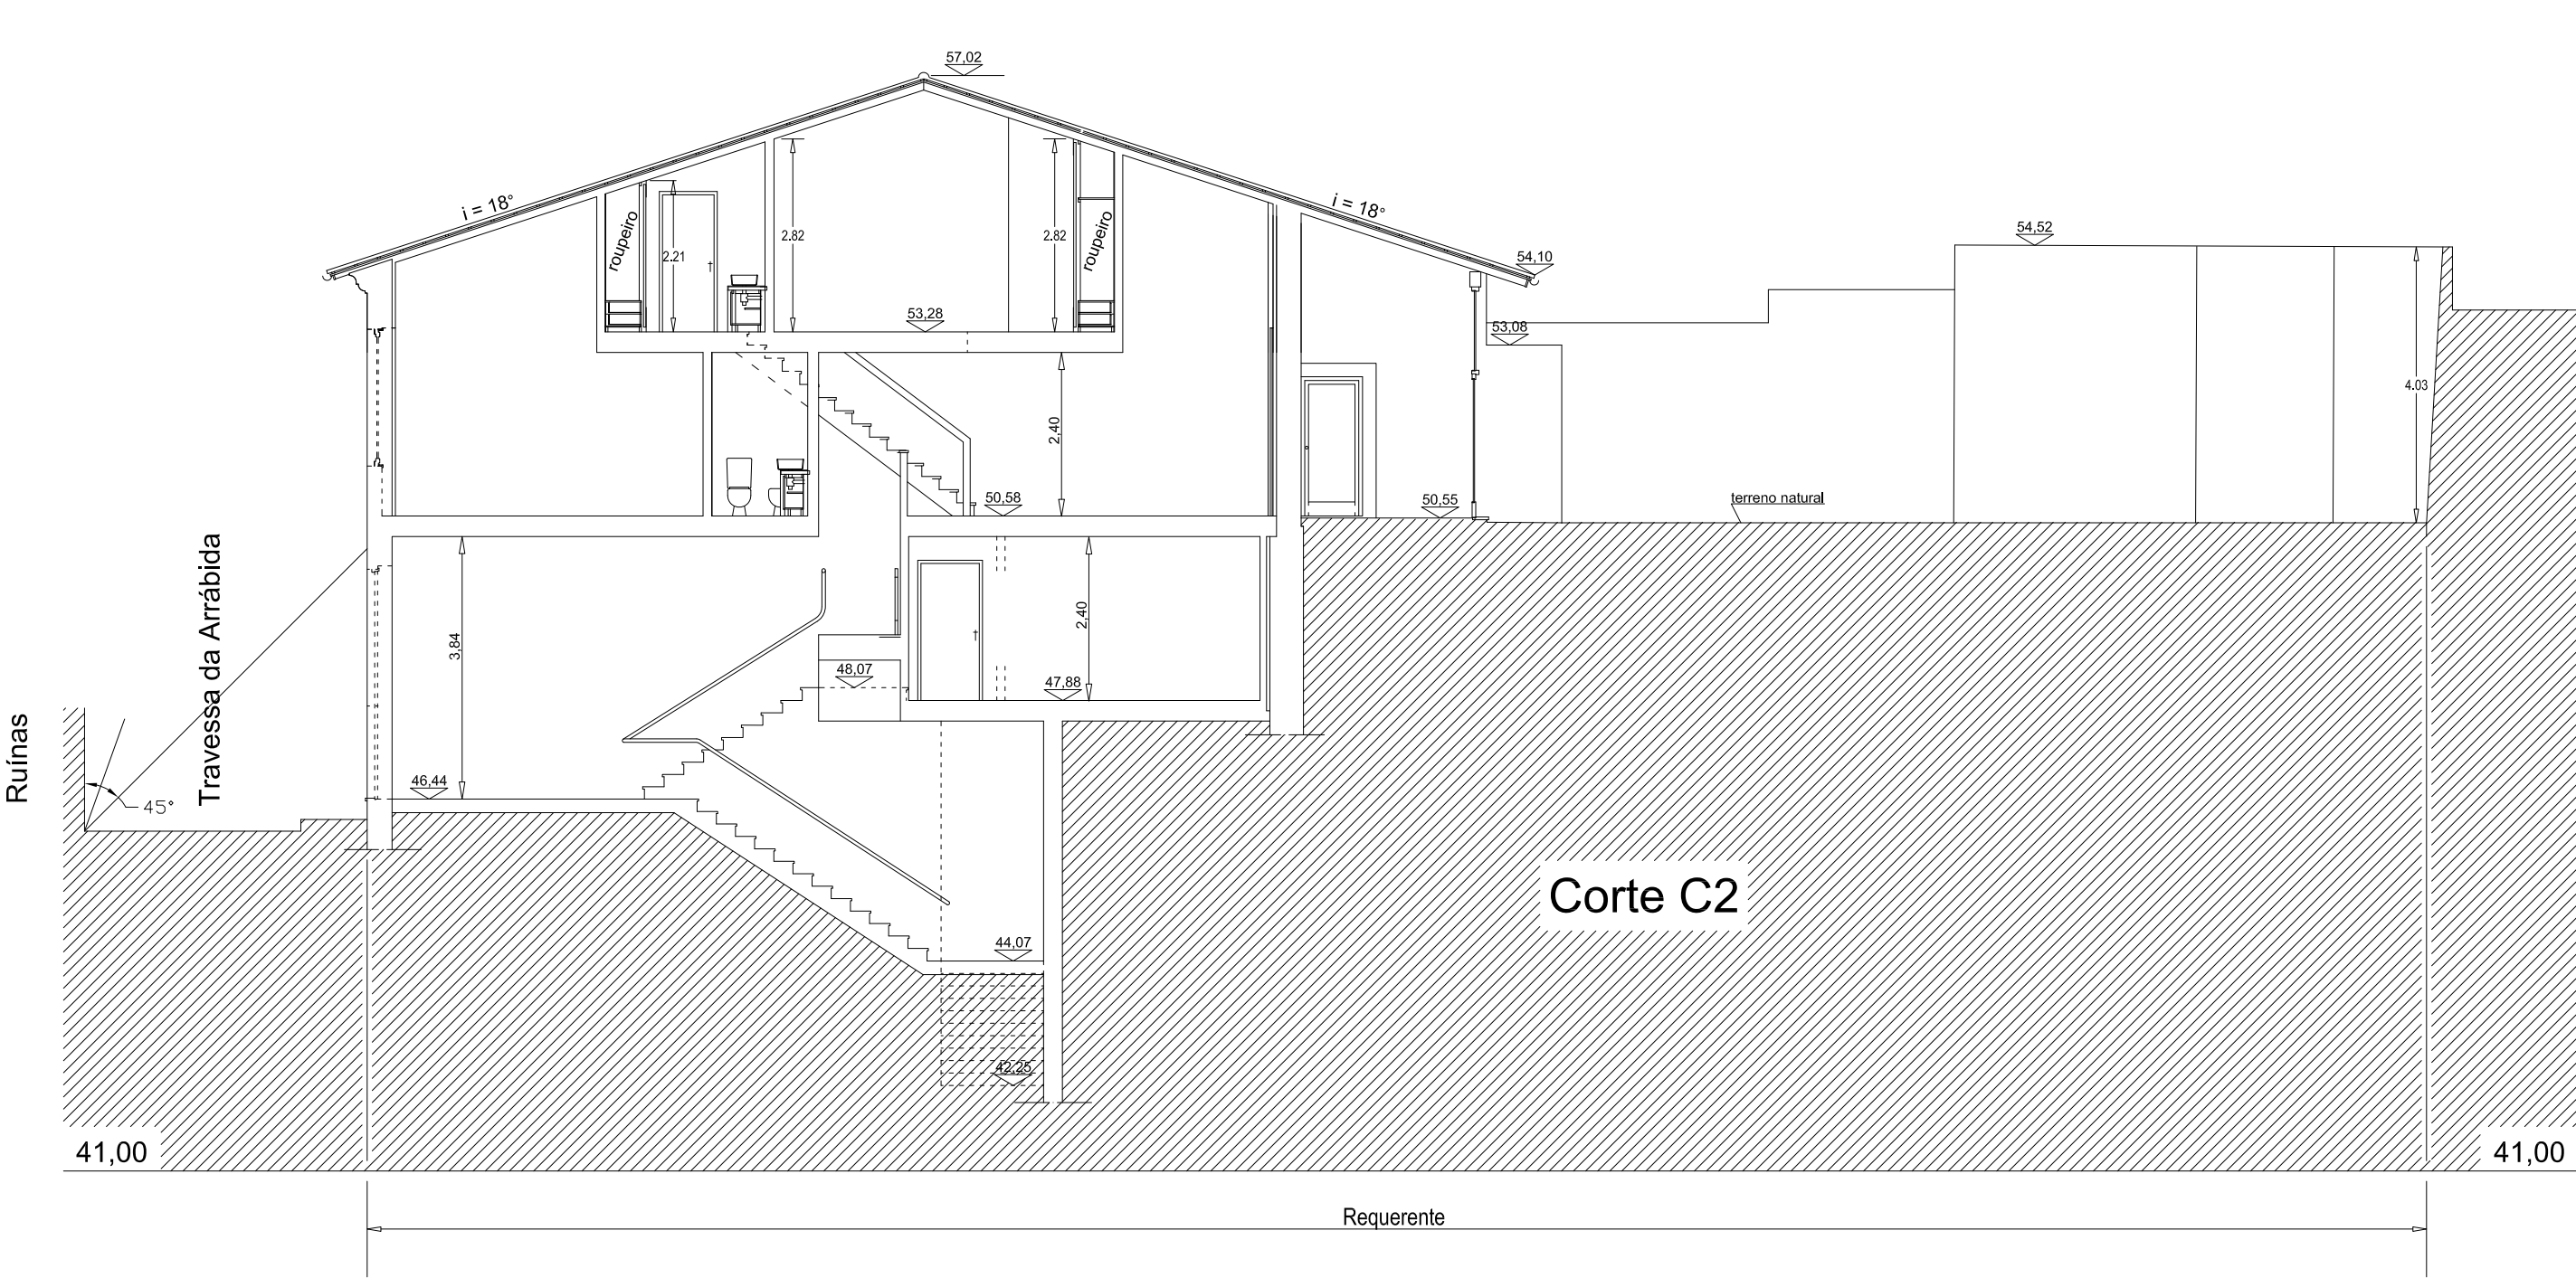 57,02
i = 18°
i = 18°
roupeiro
2.21
2.82
2.82
roupeiro
54,10
54,52
53,28
53,08
4.03
2,40
50,58
50,55
terreno natural
Travessa da Arrábida
Ruínas
45°
3,84
2,40
48,07
47,88
46,44
Corte C2
44,07
42,25
41,00
41,00
Requerente